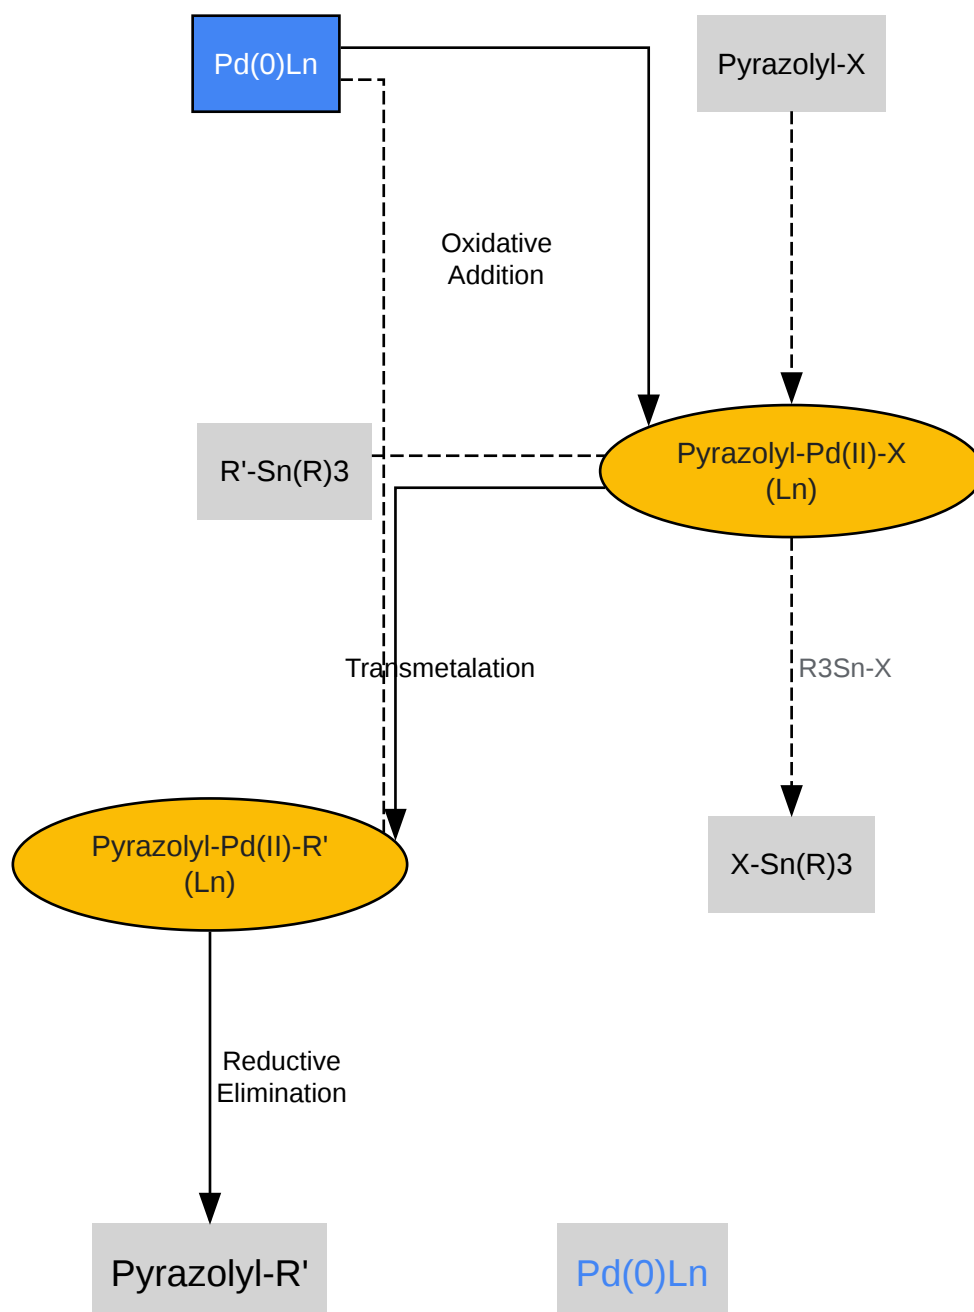 Pd(0)Ln
Pyrazolyl-X
Oxidative
Addition
R'-Sn(R)3
Pyrazolyl-Pd(II)-X
(Ln)
Transmetalation
R3Sn-X
Pyrazolyl-Pd(II)-R'
(Ln)
X-Sn(R)3
Reductive
Elimination
Pyrazolyl-R'
Pd(0)Ln